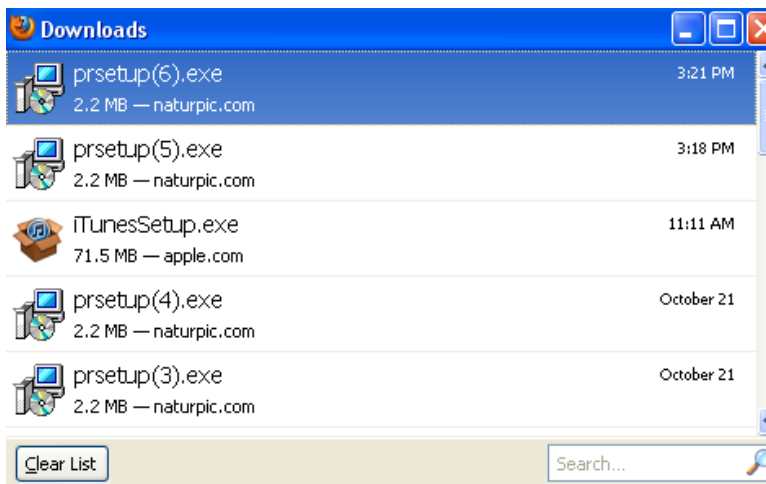 Downloads
prsetup(6).exe 3:21 PM
2.2 MB — naturpic.com
prsetup(5).exe 3:18 PM
2.2 MB — naturpic.com
iTunesSetup.exe 11:11 AM
71.5 MB — apple.com
prsetup(4).exe October 21
2.2 MB — naturpic.com
prsetup(3).exe October 21
2.2 MB — naturpic.com
Clear List Search...